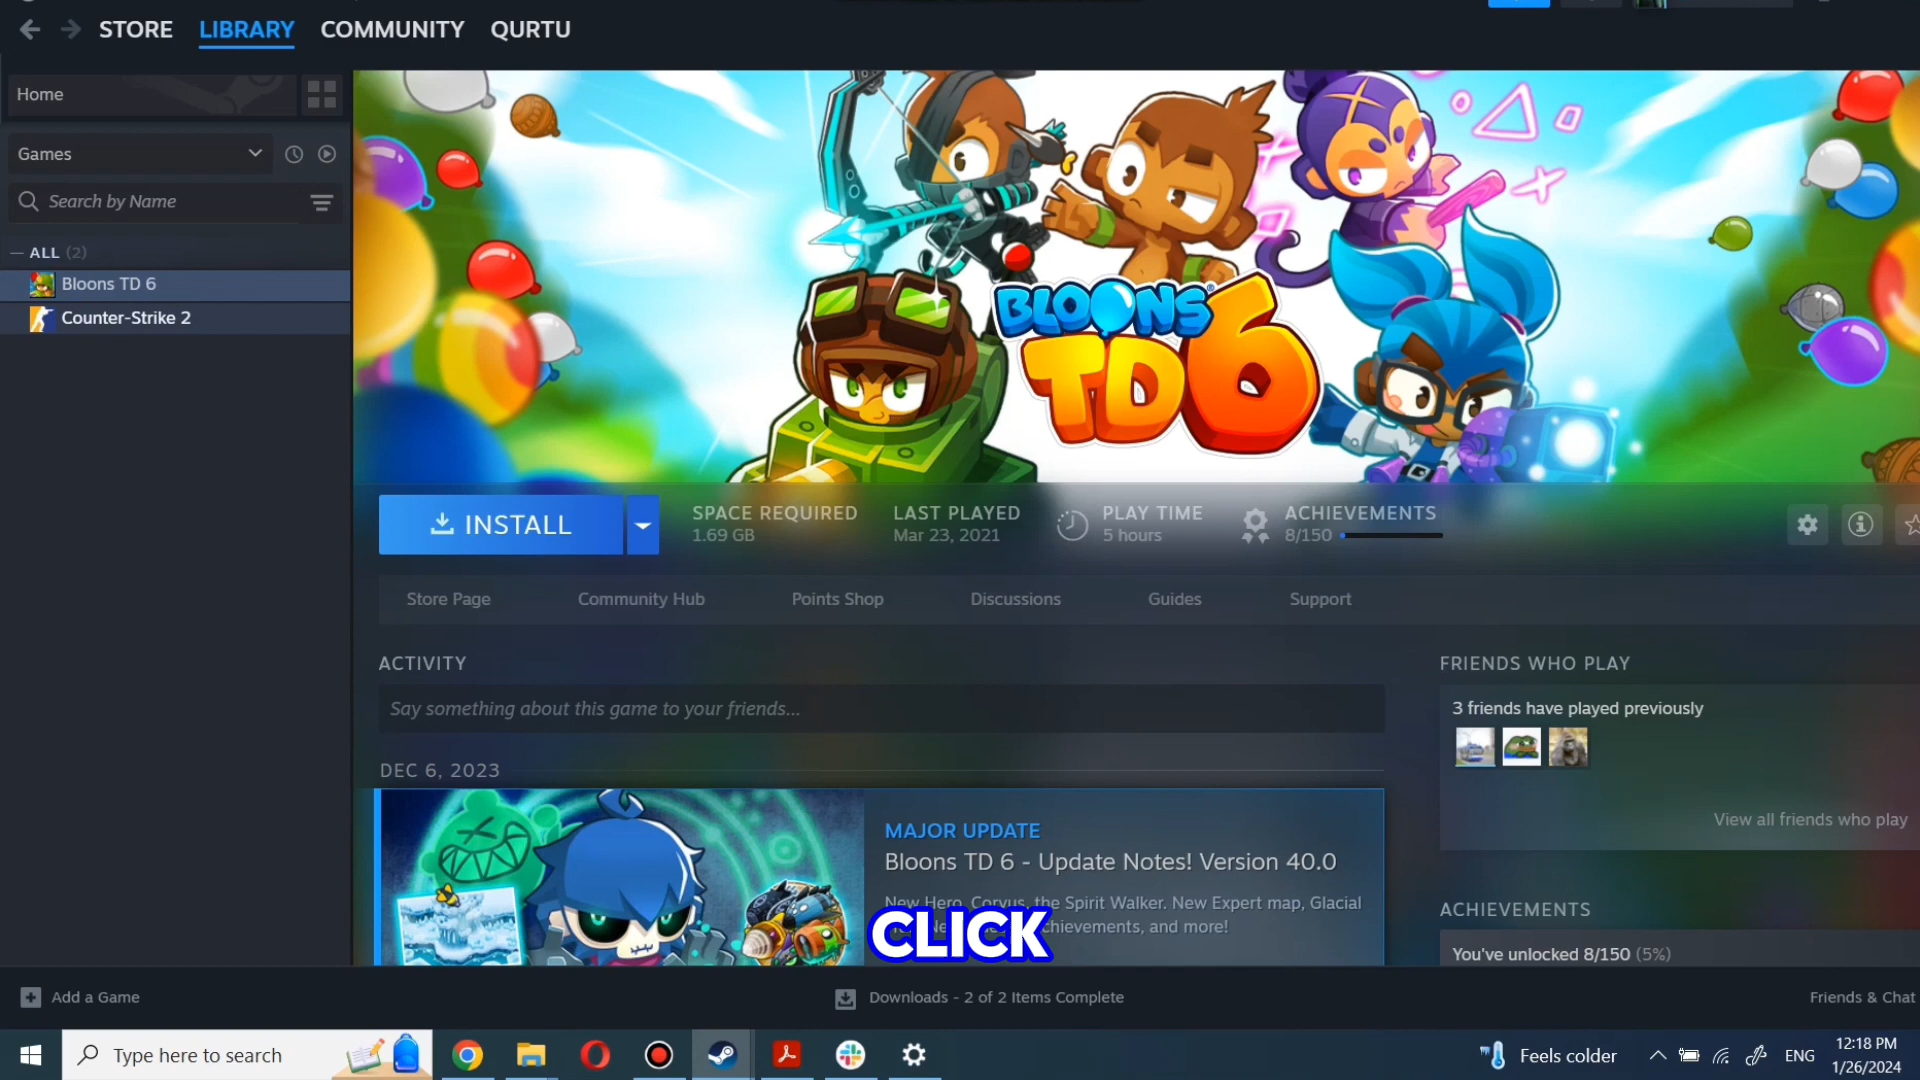 STORE LIBRARY COMMUNITY QURTU
Home
Games
Search by Name
— ALL (2)
Bloons TD 6
Counter-Strike 2
BLOONS®
TD6
INSTALL
SPACE REQUIRED
1.69 GB
LAST PLAYED
Mar 23, 2021
PLAY TIME
5 hours
ACHIEVEMENTS
8/150
Store Page Community Hub Points Shop Discussions Guides Support
ACTIVITY
Say something about this game to your friends...
DEC 6, 2023
MAJOR UPDATE
Bloons TD 6 - Update Notes! Version 40.0
New Hero, Corvus, the Spirit Walker. New Expert map, Glacial
chievements, and more!
CLICK
FRIENDS WHO PLAY
3 friends have played previously
View all friends who play
ACHIEVEMENTS
You've unlocked 8/150 (5%)
Add a Game
Downloads - 2 of 2 Items Complete
Friends & Chat
Type here to search
Feels colder
ENG
12:18 PM
1/26/2024